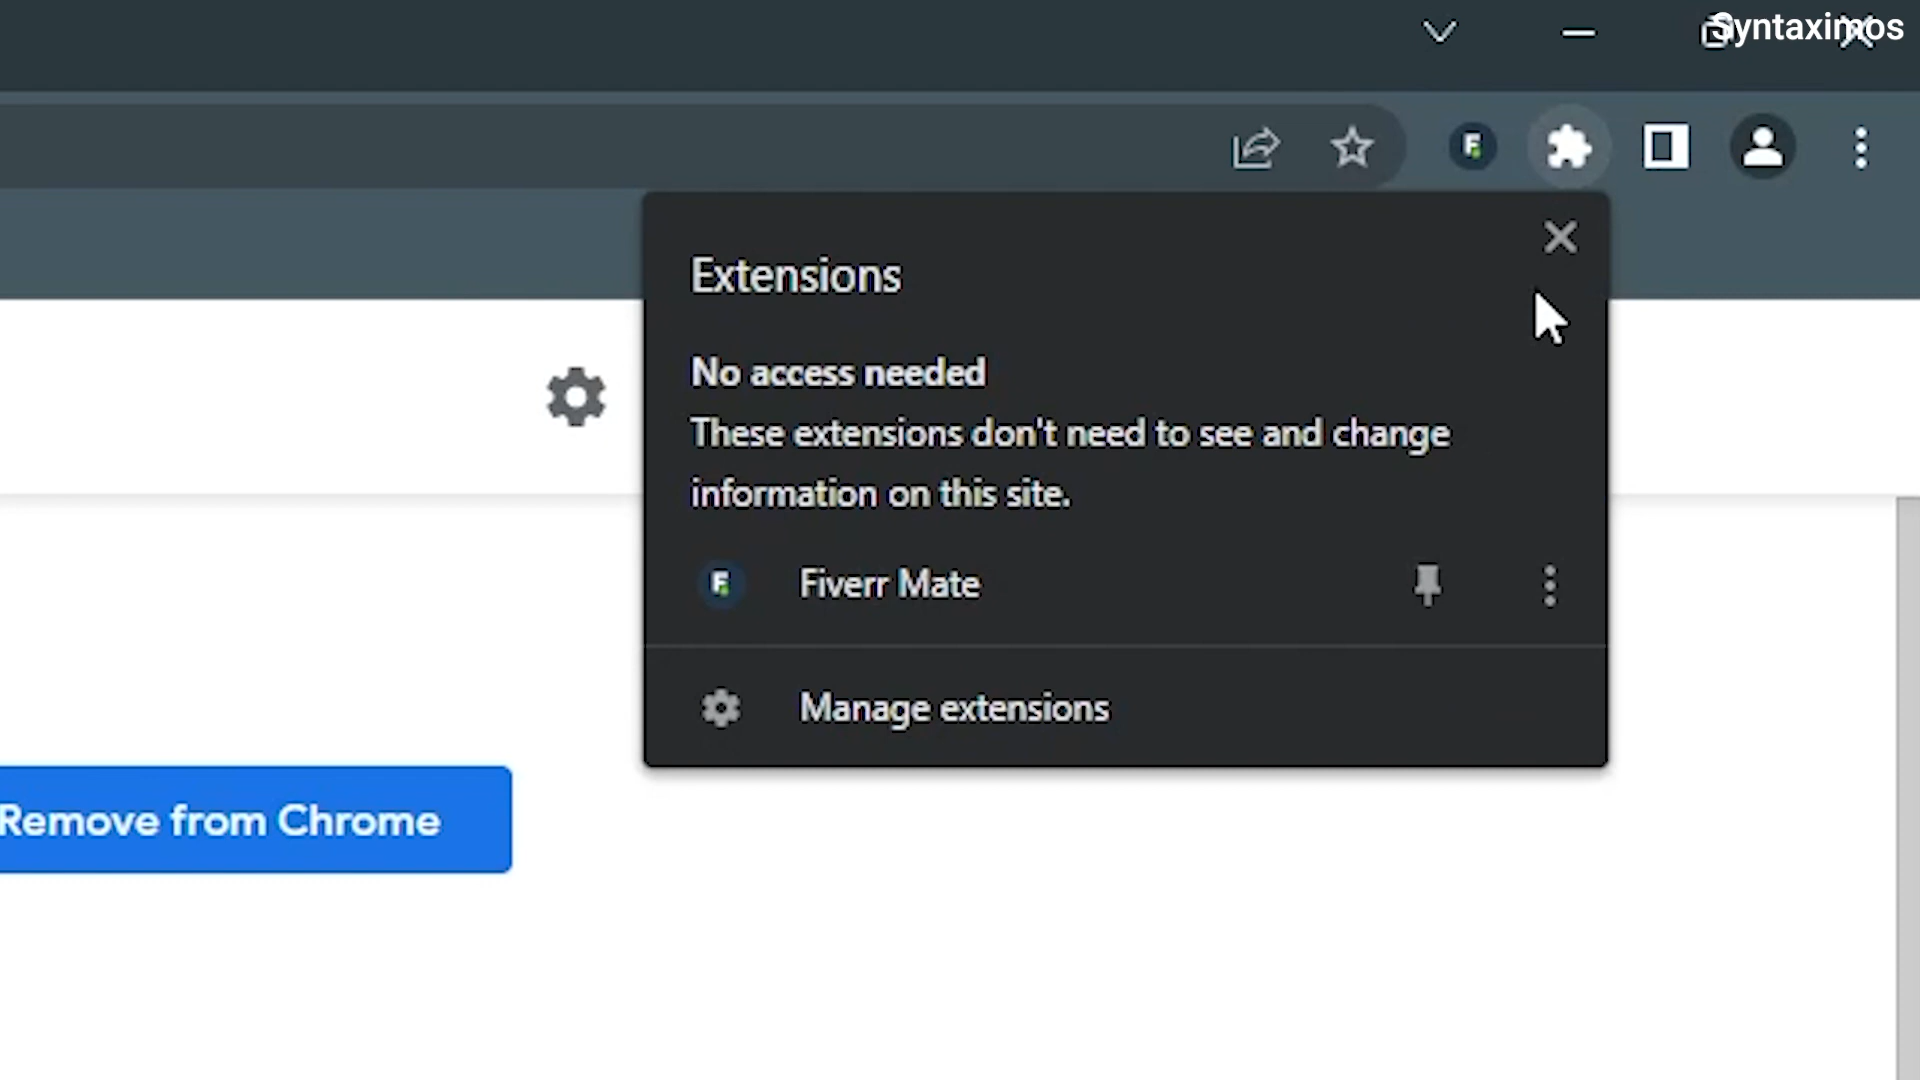 Syntaximos
Extensions
No access needed
These extensions don't need to see and change
information on this site.
F Fiverr Mate
Manage extensions
Remove from Chrome